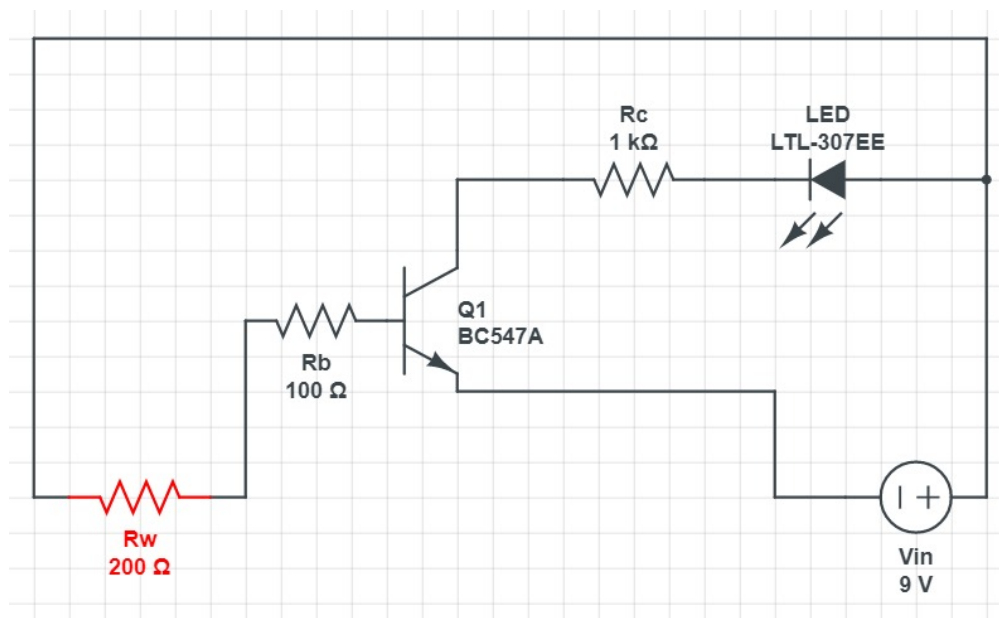 Rc
1 kΩ
LED
LTL-307EE
Q1
BC547A
Rb
100 Ω
Rw
200 Ω
Vin
9 V